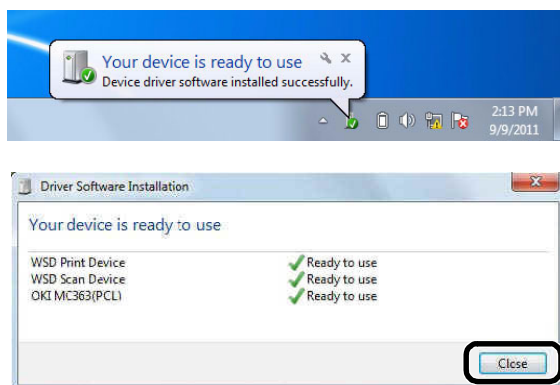 Your device is ready to use
Device driver software installed successfully.
2:13 PM
9/9/2011
Driver Software Installation
Your device is ready to use
WSD Print Device Ready to use
WSD Scan Device Ready to use
OKI MC363(PCL) Ready to use
Close